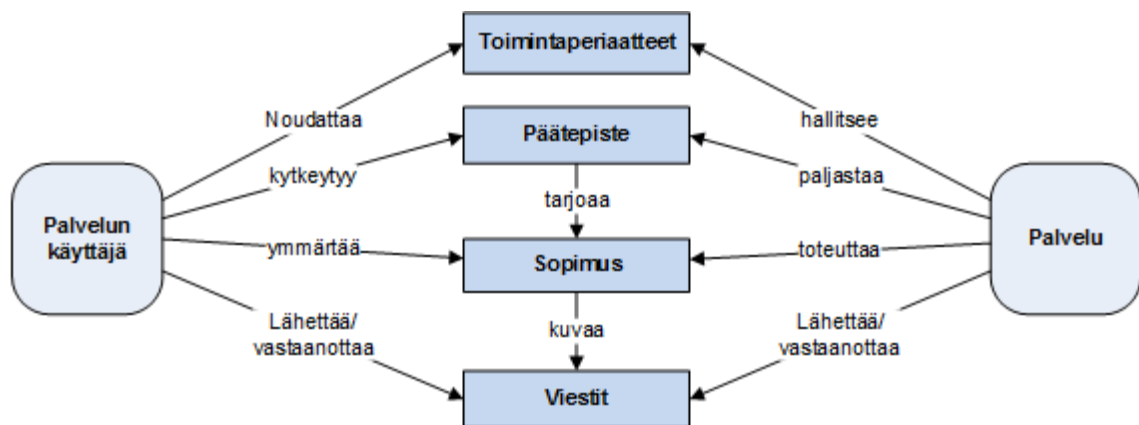 Toimintaperiaatteet
Noudattaa
hallitsee
Päätepiste
kytkeytyy
paljastaa
tarjoaa
Palvelun
käyttäjä
Palvelu
ymmärtää
Sopimus
toteuttaa
Lähettää/
vastaanottaa
kuvaa
Lähettää/
vastaanottaa
Viestit